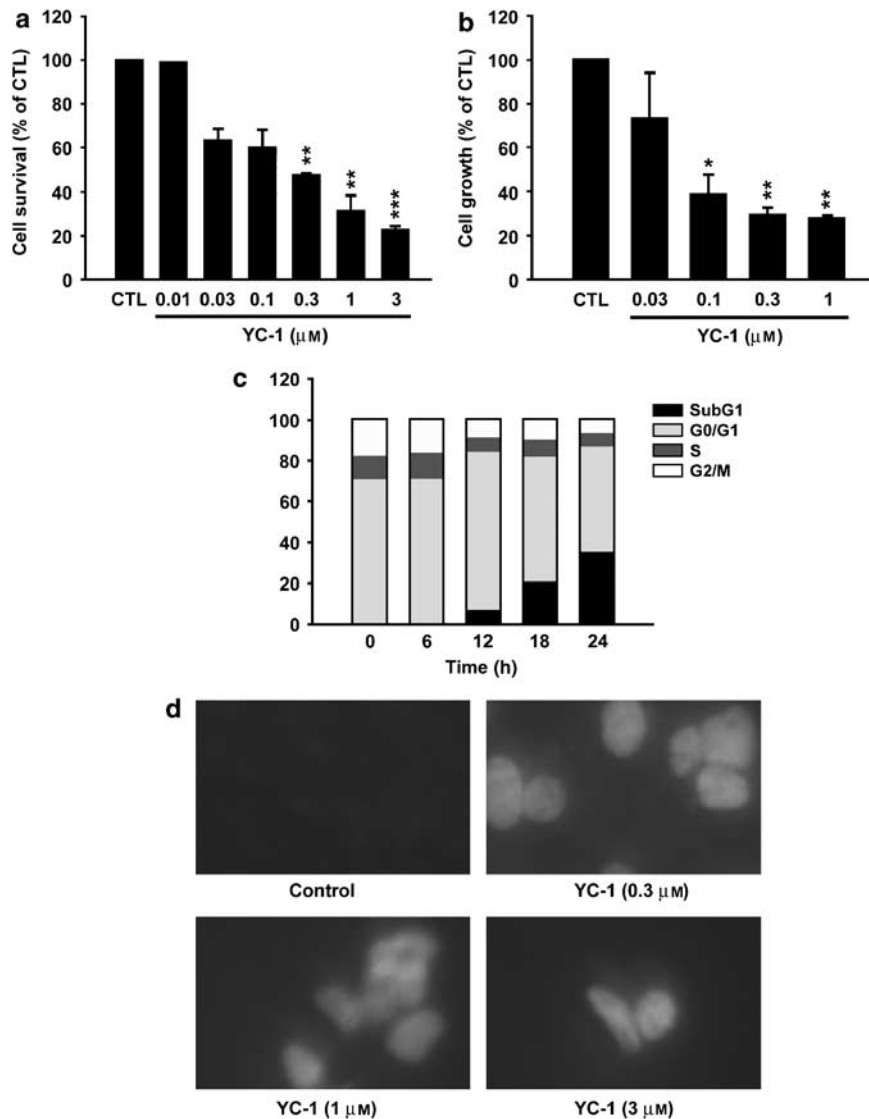 a
Cell survival (% of CTL)
120
100
80
60
40
20
0
**
**
***
CTL 0.01 0.03 0.1 0.3 1 3
YC-1 (μM)
b
Cell growth (% of CTL)
120
100
80
60
40
20
0
*
**
**
CTL 0.03 0.1 0.3 1
YC-1 (μM)
c
120
100
80
60
40
20
0
0 6 12 18 24
Time (h)
SubG1
G0/G1
S
G2/M
d
Control
YC-1 (0.3 μM)
YC-1 (1 μM)
YC-1 (3 μM)